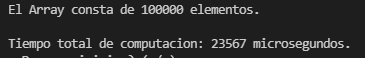 El Array consta de 100000 elementos.
Tiempo total de computacion: 23567 microsegundos.